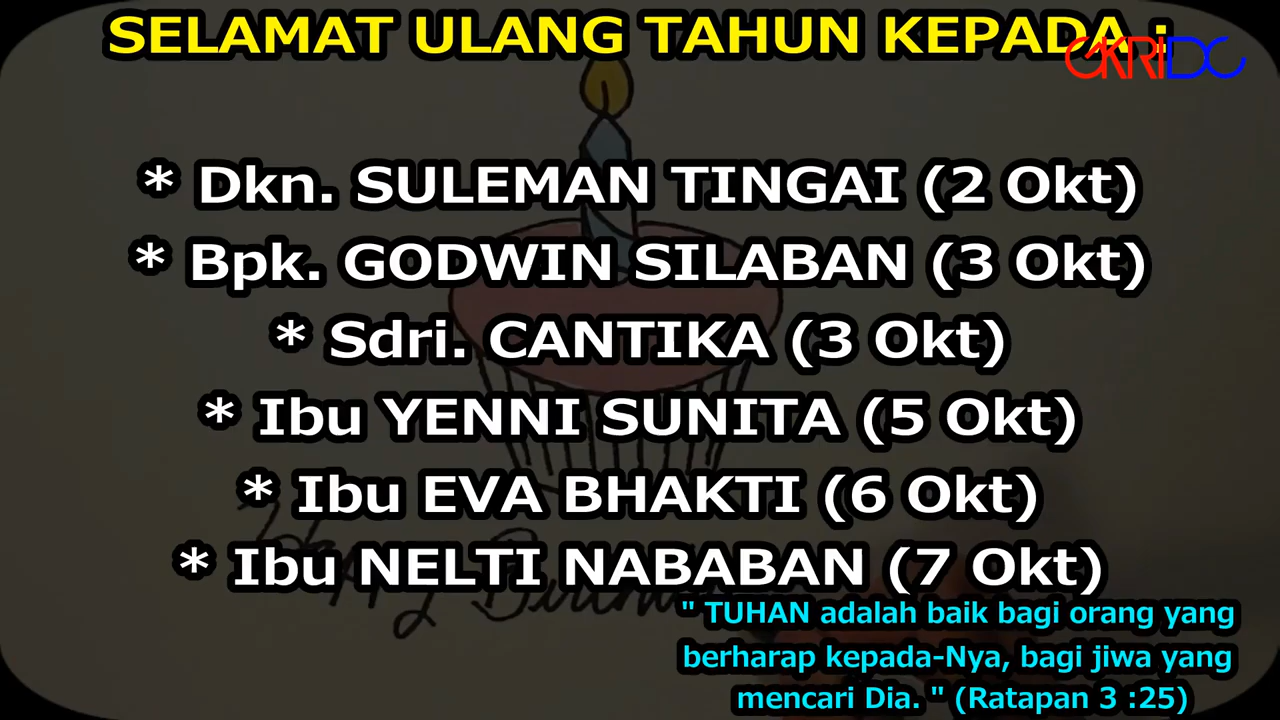 SELAMAT ULANG TAHUN KEPADA :
GKRIDC
* Dkn. SULEMAN TINGAI (2 Okt)
* Bpk. GODWIN SILABAN (3 Okt)
* Sdri. CANTIKA (3 Okt)
* Ibu YENNI SUNITA (5 Okt)
* Ibu EVA BHAKTI (6 Okt)
* Ibu NELTI NABABAN (7 Okt)
" TUHAN adalah baik bagi orang yang
berharap kepada-Nya, bagi jiwa yang
mencari Dia. " (Ratapan 3 :25)